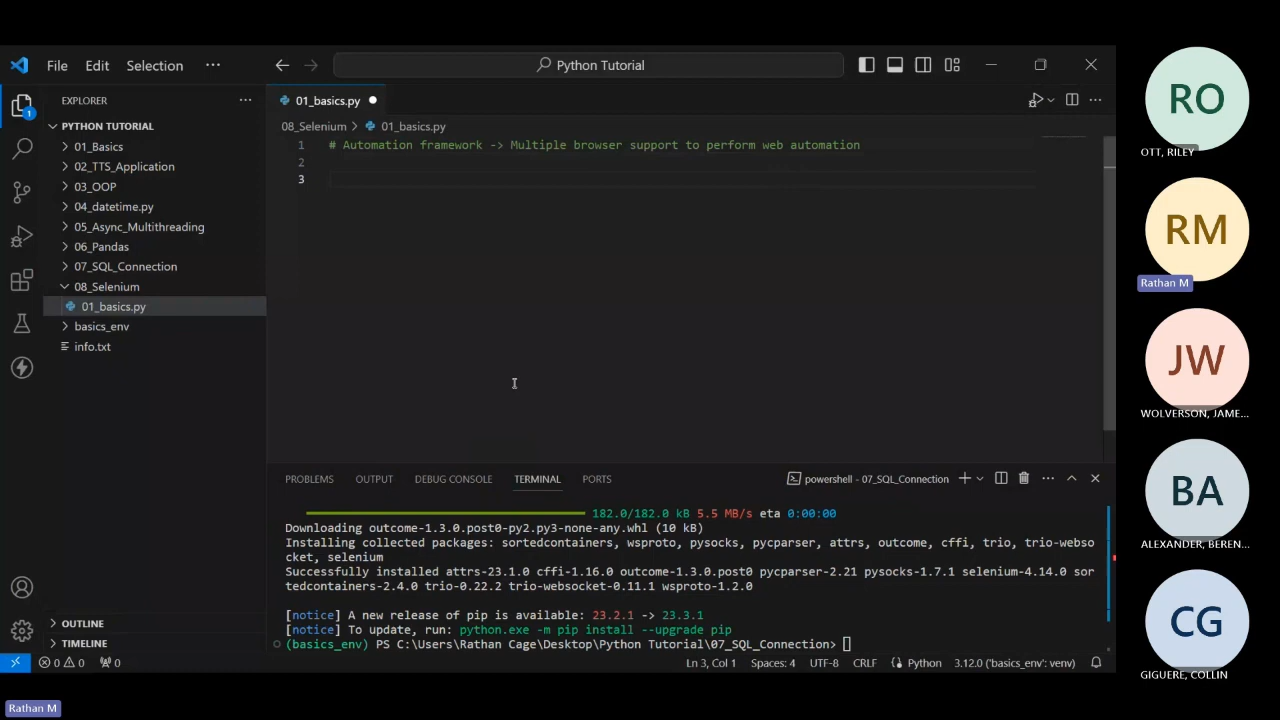 File Edit Selection ··· Python Tutorial
EXPLORER ···
PYTHON TUTORIAL
01_Basics
02_TTS_Application
03_OOP
04_datetime.py
05_Async_Multithreading
06_Pandas
07_SQL_Connection
08_Selenium
01_basics.py
basics_env
info.txt
OUTLINE
TIMELINE
1
01_basics.py
08_Selenium > 01_basics.py
1 # Automation framework -> Multiple browser support to perform web automation
2
3
PROBLEMS OUTPUT DEBUG CONSOLE TERMINAL PORTS powershell - 07_SQL_Connection
182.0/182.0 kB 5.5 MB/s eta 0:00:00
Downloading outcome-1.3.0.post0-py2.py3-none-any.whl (10 kB)
Installing collected packages: sortedcontainers, wsproto, pysocks, pycparser, attrs, outcome, cffi, trio, trio-webso
cket, selenium
Successfully installed attrs-23.1.0 cffi-1.16.0 outcome-1.3.0.post0 pycparser-2.21 pysocks-1.7.1 selenium-4.14.0 sor
tedcontainers-2.4.0 trio-0.22.2 trio-websocket-0.11.1 wsproto-1.2.0
[notice] A new release of pip is available: 23.2.1 -> 23.3.1
[notice] To update, run: python.exe -m pip install --upgrade pip
(basics_env) PS C:\Users\Rathan Cage\Desktop\Python Tutorial\07_SQL_Connection>
0 0 0 Ln 3, Col 1 Spaces: 4 UTF-8 CRLF Python 3.12.0 ('basics_env': venv)
RO
OTT, RILEY
RM
Rathan M
JW
WOLVERSON, JAME...
BA
ALEXANDER, BEREN...
CG
GIGUERE, COLLIN
Rathan M